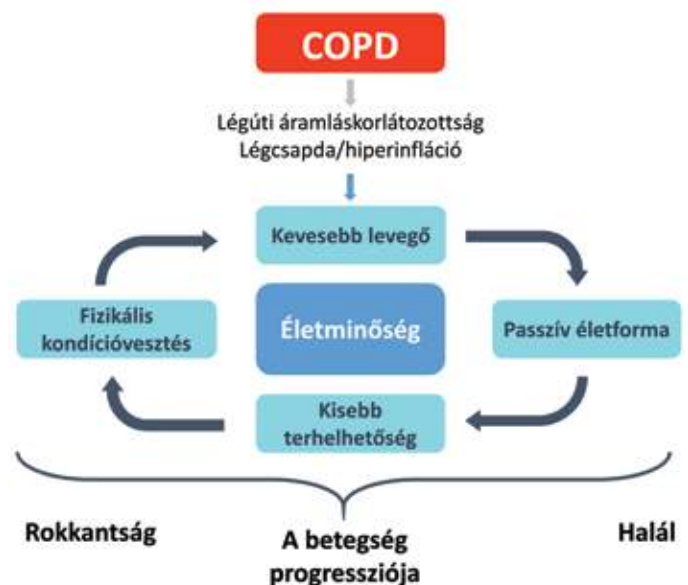 COPD
Légúti áramláskorlátozottság
Légcsapda/hiperinfláció
Kevesebb levegő
Fizikális
kondícióvesztés
Életminőség
Passzív életforma
Kisebb
terhelhetőség
Rokkantság
A betegség
progressziója
Halál